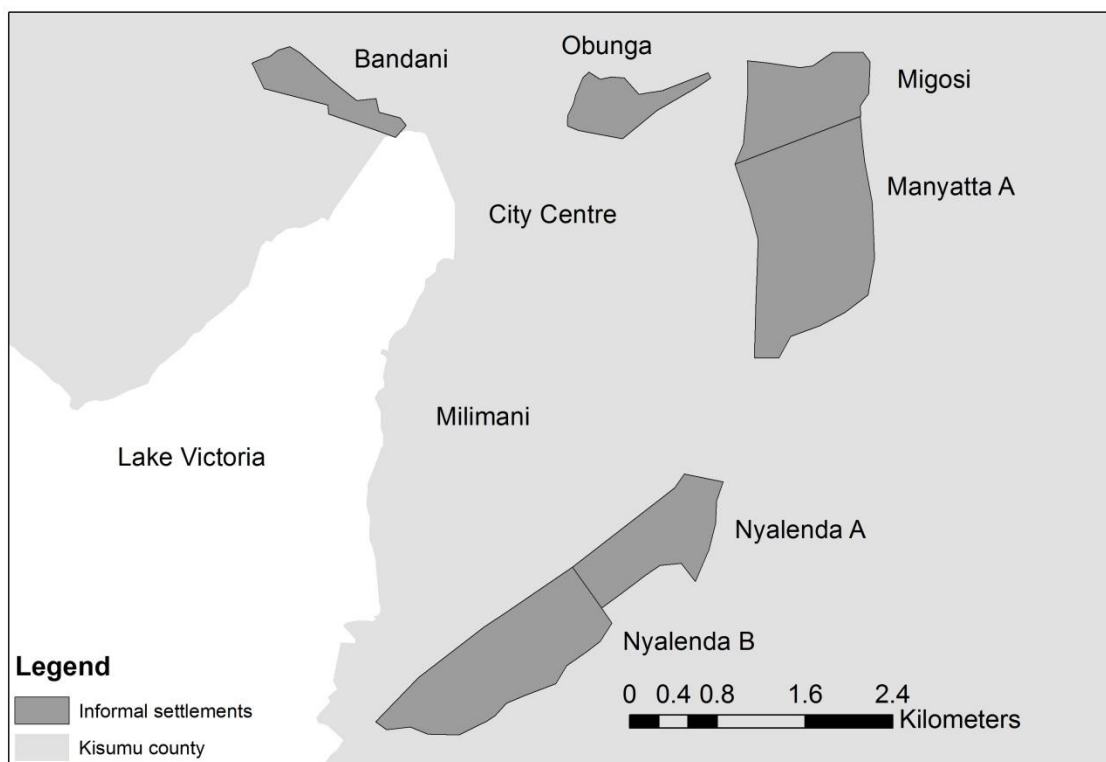 Bandani
Obunga
Migosi
Manyatta A
City Centre
Milimani
Lake Victoria
Nyalenda A
Nyalenda B
Legend
Informal settlements
Kisumu county
0 0.4 0.8 1.6 2.4
Kilometers